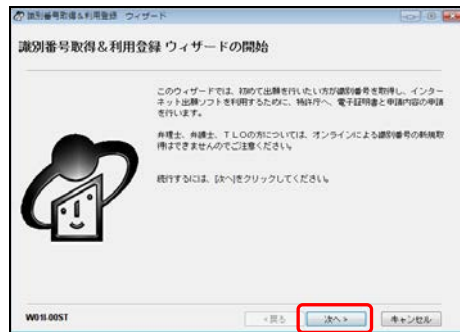 識別番号取得&利用登録 ウィザード
識別番号取得&利用登録 ウィザードの開始
このウィザードでは、初めて出願を行いたい方が識別番号を取得し、インター
ネット出願ソフトを利用するために、特許庁へ、電子証明書と申請内容の申請
を行います。
弁理士、弁護士、TLOの方については、オンラインによる識別番号の新規取
得はできませんのでご注意ください。
続行するには、[次へ]をクリックしてください。
W01I-00ST
<戻る
次へ>
キャンセル